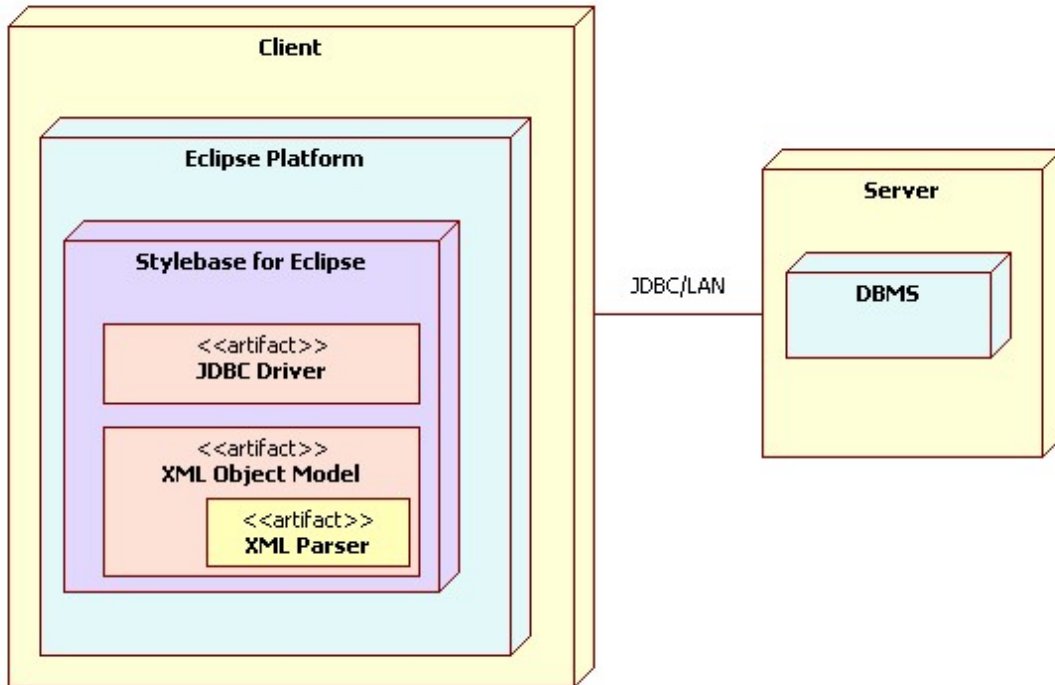 Client
Eclipse Platform
Stylebase for Eclipse
<<artifact>>
JDBC Driver
<<artifact>>
XML Object Model
<<artifact>>
XML Parser
JDBC/LAN
Server
DBMS